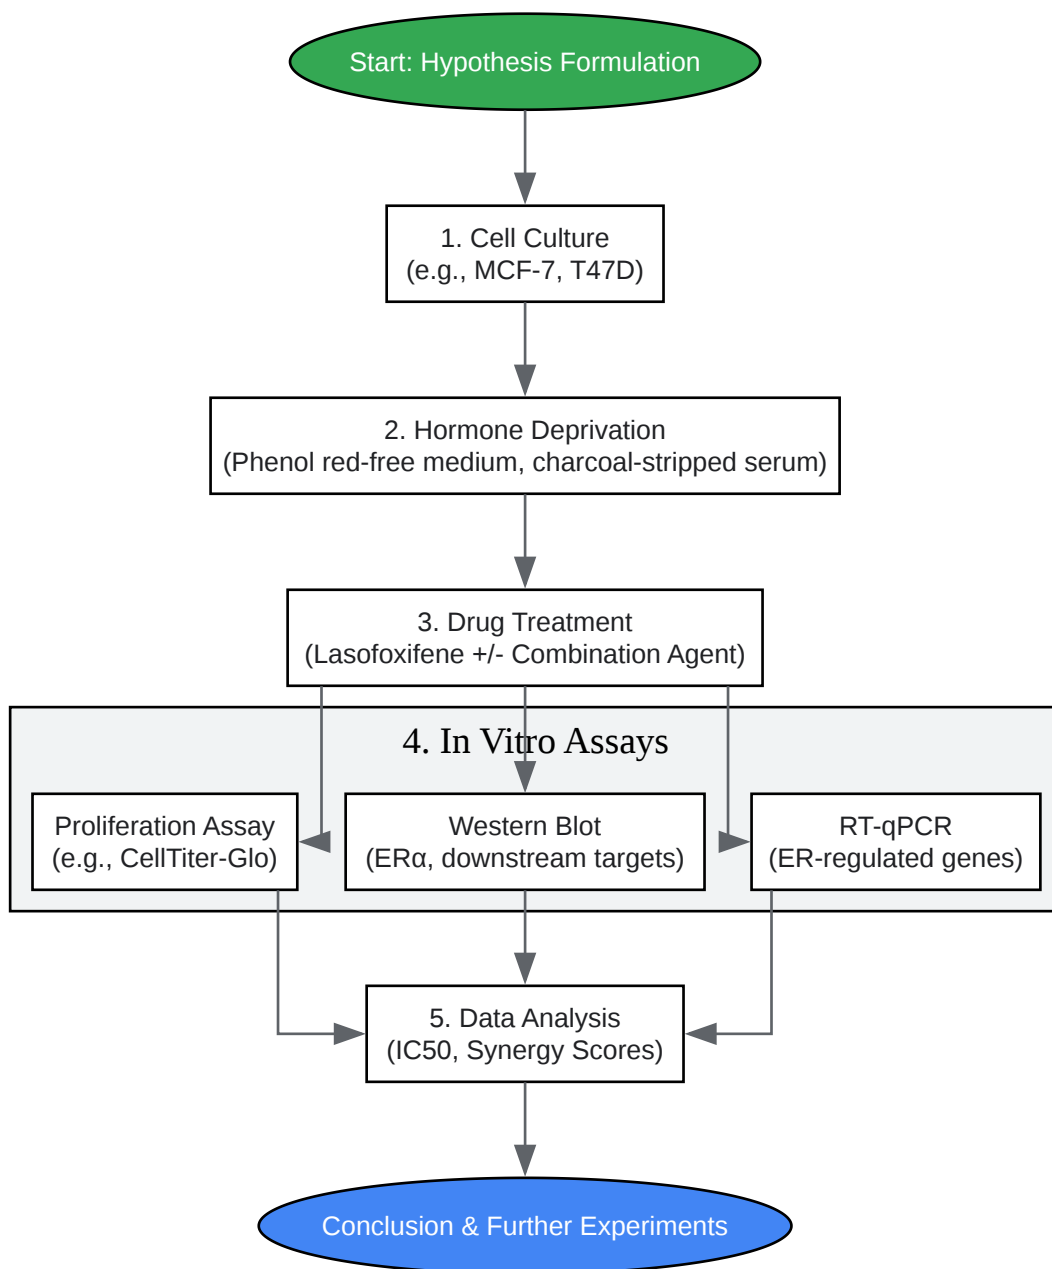 Start: Hypothesis Formulation
1. Cell Culture
(e.g., MCF-7, T47D)
2. Hormone Deprivation
(Phenol red-free medium, charcoal-stripped serum)
3. Drug Treatment
(Lasofoxifene +/- Combination Agent)
4. In Vitro Assays
Proliferation Assay
(e.g., CellTiter-Glo)
Western Blot
(ERα, downstream targets)
RT-qPCR
(ER-regulated genes)
5. Data Analysis
(IC50, Synergy Scores)
Conclusion & Further Experiments